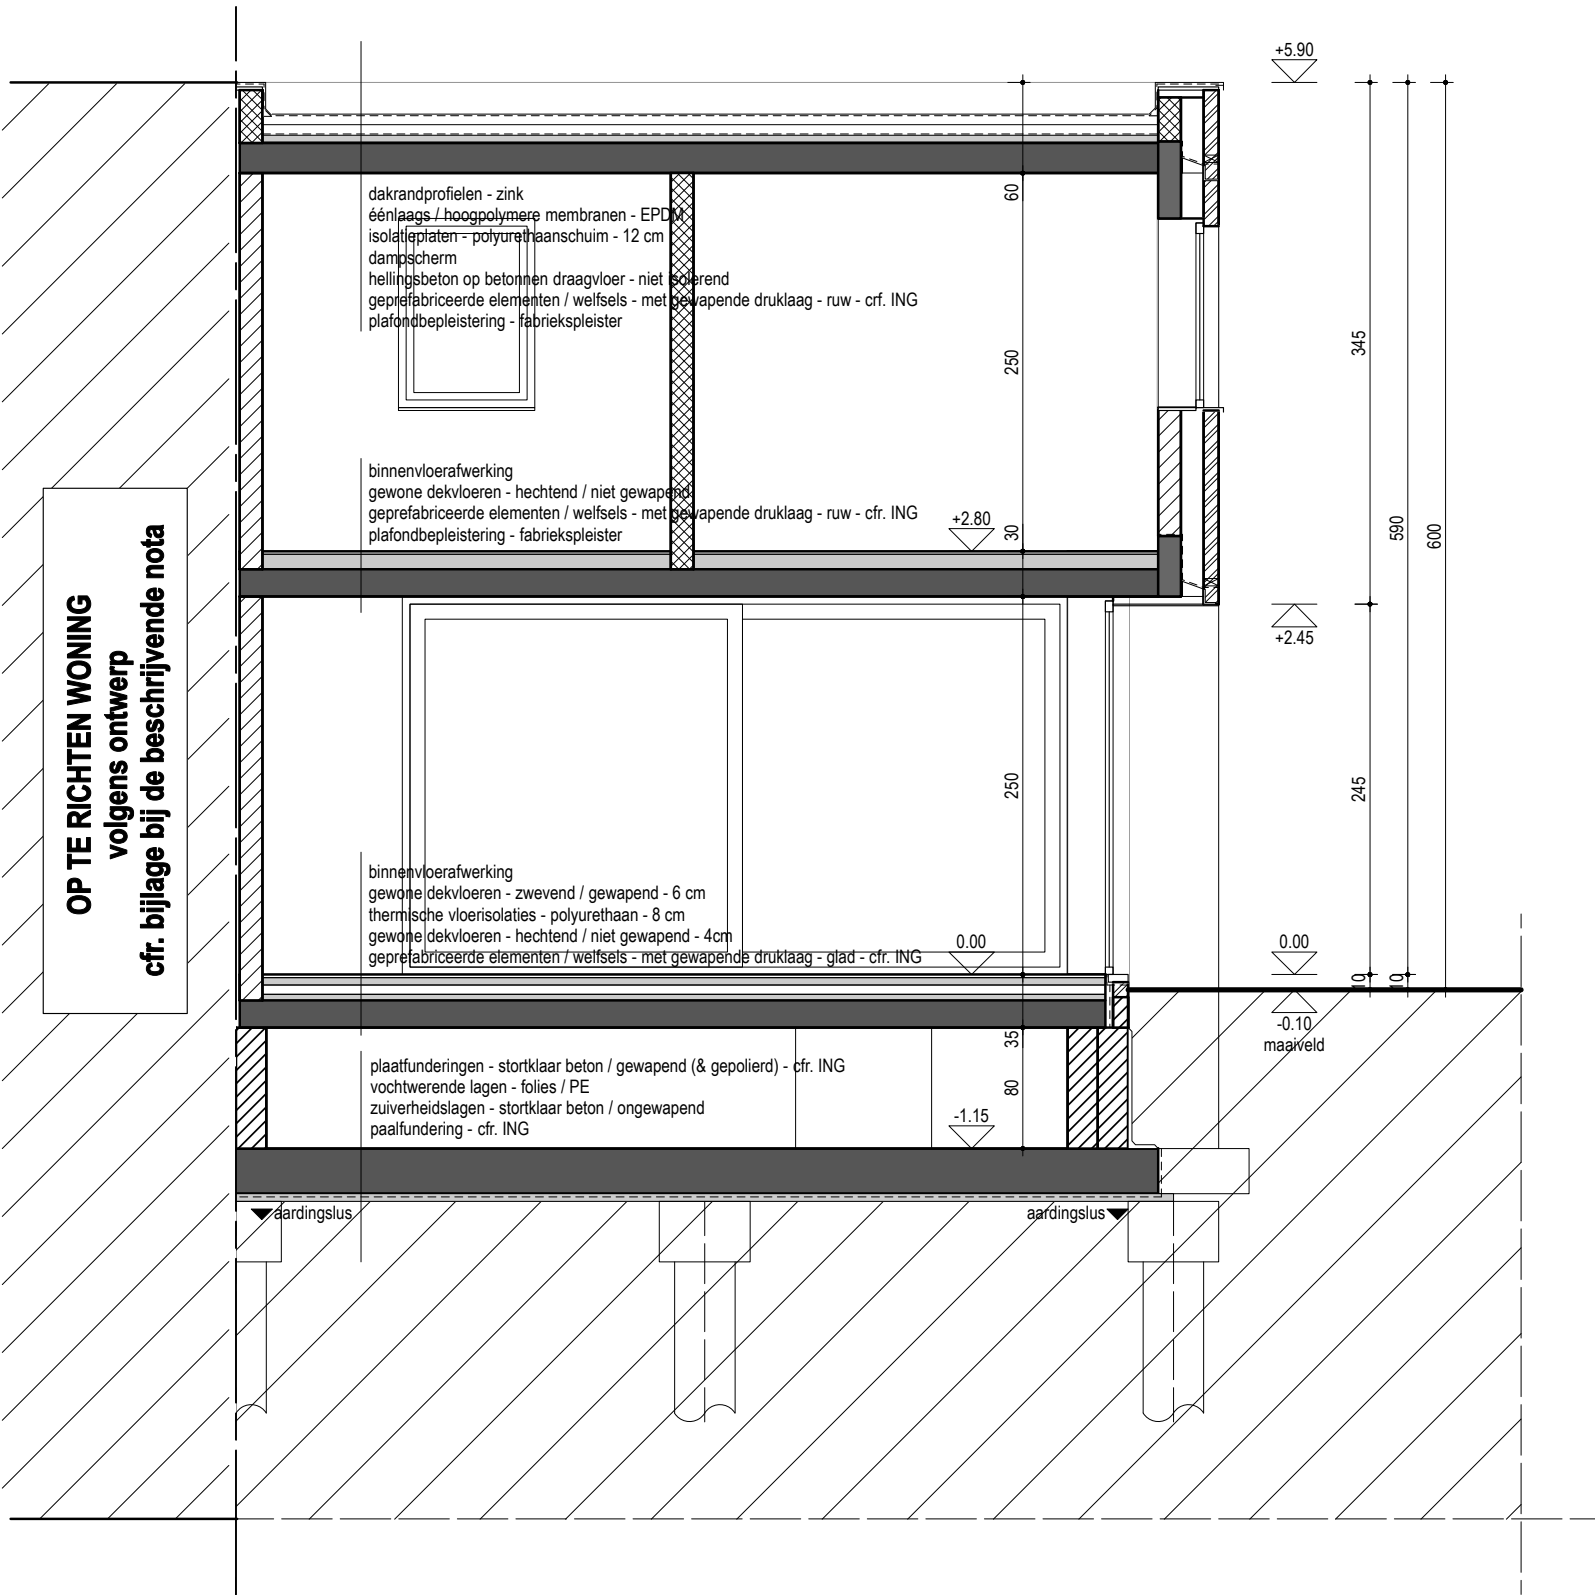 +5.90
dakrandprofielen - zink
éénlaags / hoogpolymere membranen - EPDM
isolatieplaten - polyurethaanschuim - 12 cm
dampscherm
hellingsbeton op betonnen draagvloer - niet isolerend
geprefabriceerde elementen / welfsels - met gewapende druklaag - ruw - crf. ING
plafondbepleistering - fabriekspleister
60
250
345
binnenvloerafwerking
gewone dekvloeren - hechtend / niet gewapend
geprefabriceerde elementen / welfsels - met gewapende druklaag - ruw - cfr. ING
plafondbepleistering - fabriekspleister
+2.80
30
590
600
+2.45
OP TE RICHTEN WONING
volgens ontwerp
cfr. bijlage bij de beschrijvende nota
250
245
binnenvloerafwerking
gewone dekvloeren - zwevend / gewapend - 6 cm
thermische vloerisolaties - polyurethaan - 8 cm
gewone dekvloeren - hechtend / niet gewapend - 4cm
geprefabriceerde elementen / welfsels - met gewapende druklaag - glad - cfr. ING
0.00
0.00
10
10
-0.10
maaiveld
35
80
plaatfunderingen - stortklaar beton / gewapend (& gepolierd) - cfr. ING
vochtwerende lagen - folies / PE
zuiverheidslagen - stortklaar beton / ongewapend
paalfundering - cfr. ING
-1.15
aardingslus
aardingslus